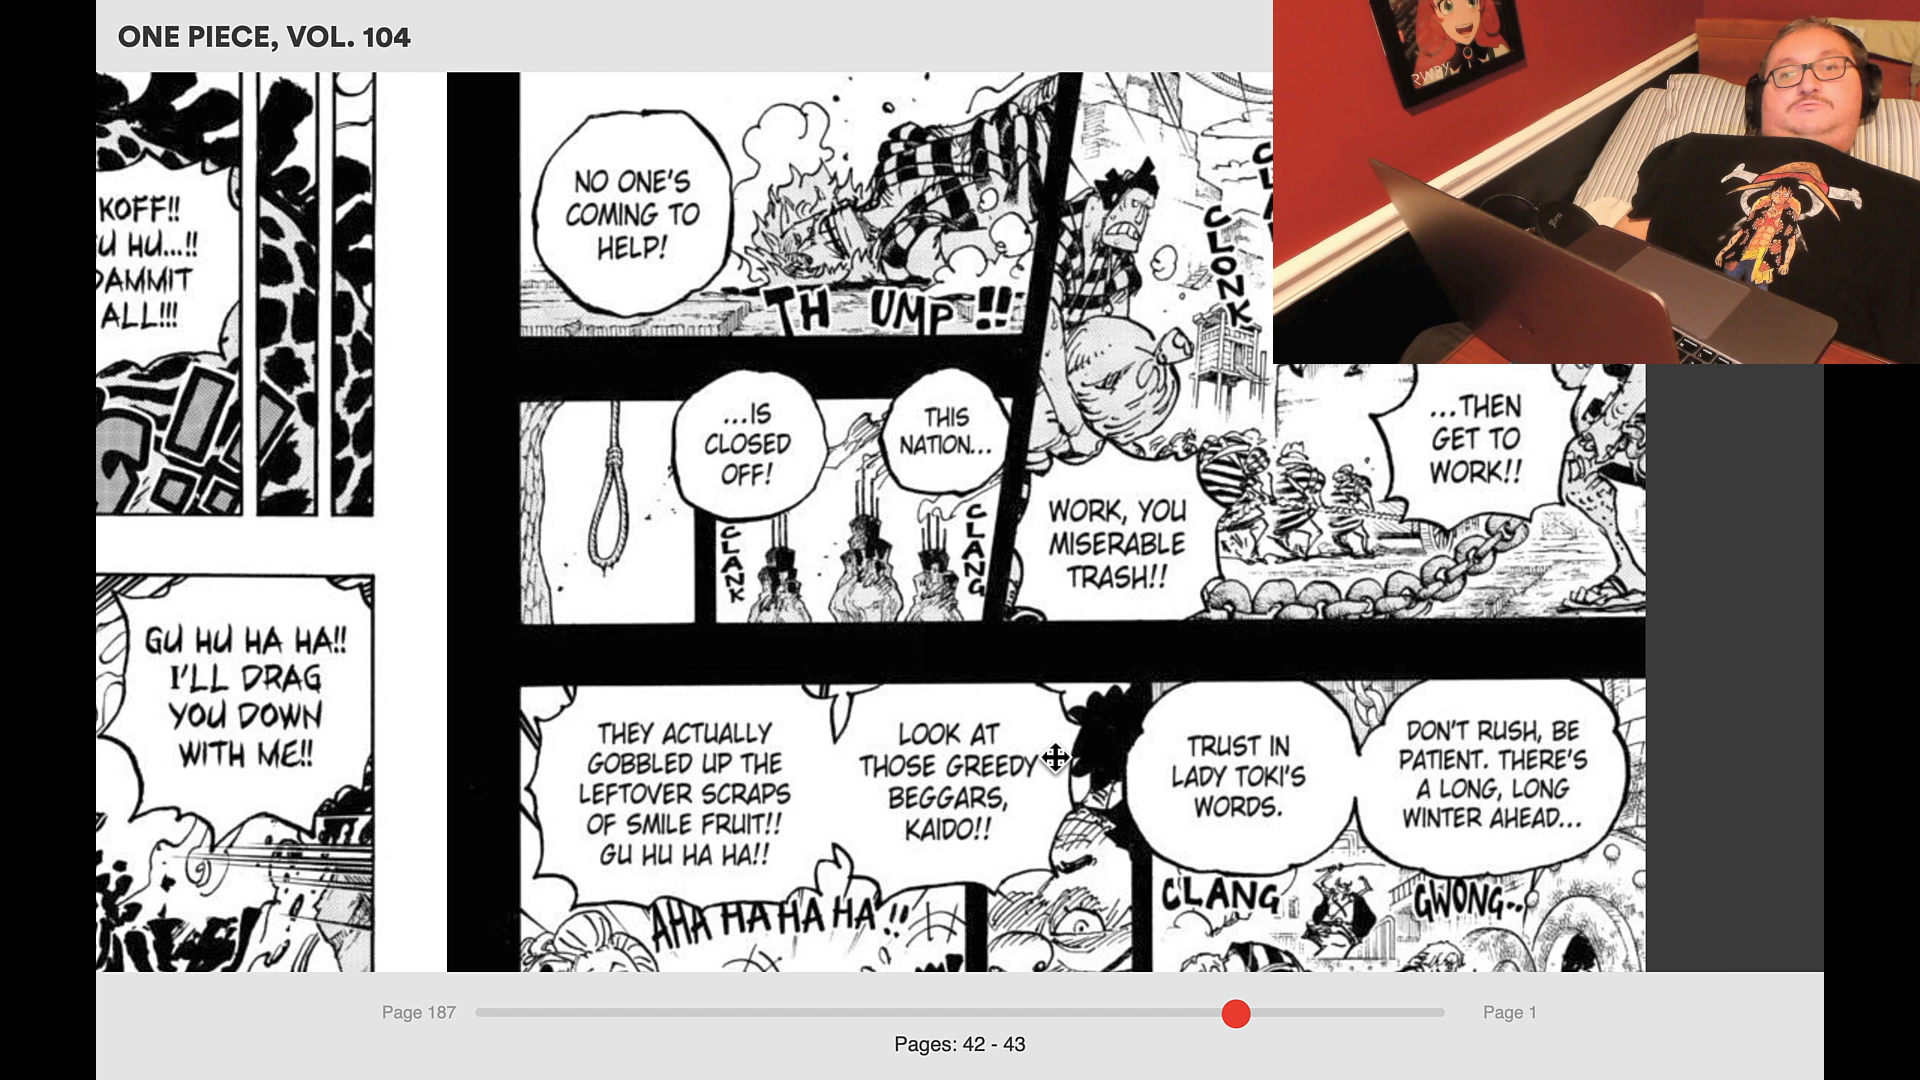 ONE PIECE, VOL. 104
RWBY
...THEN
GET TO
WORK!!
WORK, YOU
MISERABLE
TRASH!!
CLONK
NO ONE'S
COMING TO
HELP!
TH UMP!!
THIS
NATION...
...IS
CLOSED
OFF!
CLANG
CLANK
DON'T RUSH, BE
PATIENT. THERE'S
A LONG, LONG
WINTER AHEAD...
TRUST IN
LADY TOKI'S
WORDS.
GWONG...
CLANG
LOOK AT
THOSE GREEDY
BEGGARS,
KAIDO!!
THEY ACTUALLY
GOBBLED UP THE
LEFTOVER SCRAPS
OF SMILE FRUIT!!
GU HU HA HA!!
AHA HA HA HA!!
KOFF!!
U HU...!!
DAMMIT
ALL!!!
GU HU HA HA!!
I'LL DRAG
YOU DOWN
WITH ME!!
Page 187
Page 1
Pages: 42 - 43